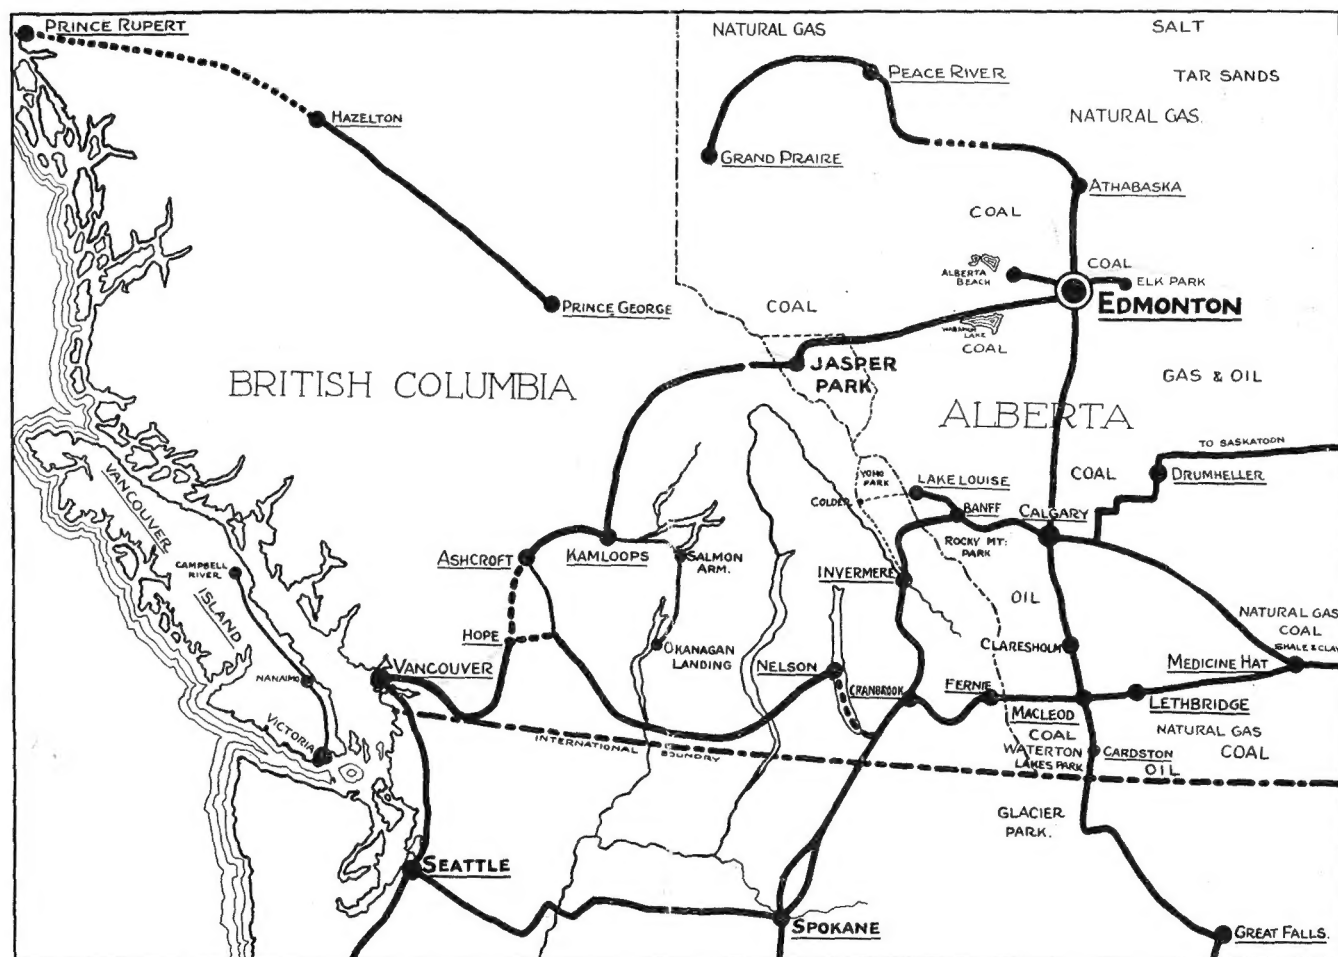 PRINCE RUPERT
NATURAL GAS
SALT
PEACE RIVER
TAR SANDS
HAZELTON
NATURAL GAS.
GRAND PRAIRE
ATHABASKA
COAL
COAL
ALBERTA
BEACH
ELK PARK
PRINCE GEORGE
COAL
EDMONTON
WABAMUN
LAKE
COAL
JASPER
PARK
BRITISH COLUMBIA
GAS & OIL
ALBERTA
TO SASKATOON
VANCOUVER
ISLAND
YOHO
PARK
LAKE LOUISE
COAL
DRUMHELLER
GOLDER
BANFF
CALGARY
ROCKY MT:
PARK
ASHCROFT
KAMLOOPS
SALMON
ARM.
CAMPBELL
RIVER
INVERMERE
OIL
NATURAL GAS
COAL
SHALE & CLAY
HOPE
OKANAGAN
LANDING
CLARESHOLM
MEDICINE HAT
VANCOUVER
NELSON
NANAIMO
CRANBROOK
FERNIE
MACLEOD
LETHBRIDGE
COAL
NATURAL GAS
COAL
VICTORIA
INTERNATIONAL BOUNDRY
WATERTON
LAKES PARK
CARDSTON
OIL
GLACIER
PARK.
SEATTLE
SPOKANE
GREAT FALLS.